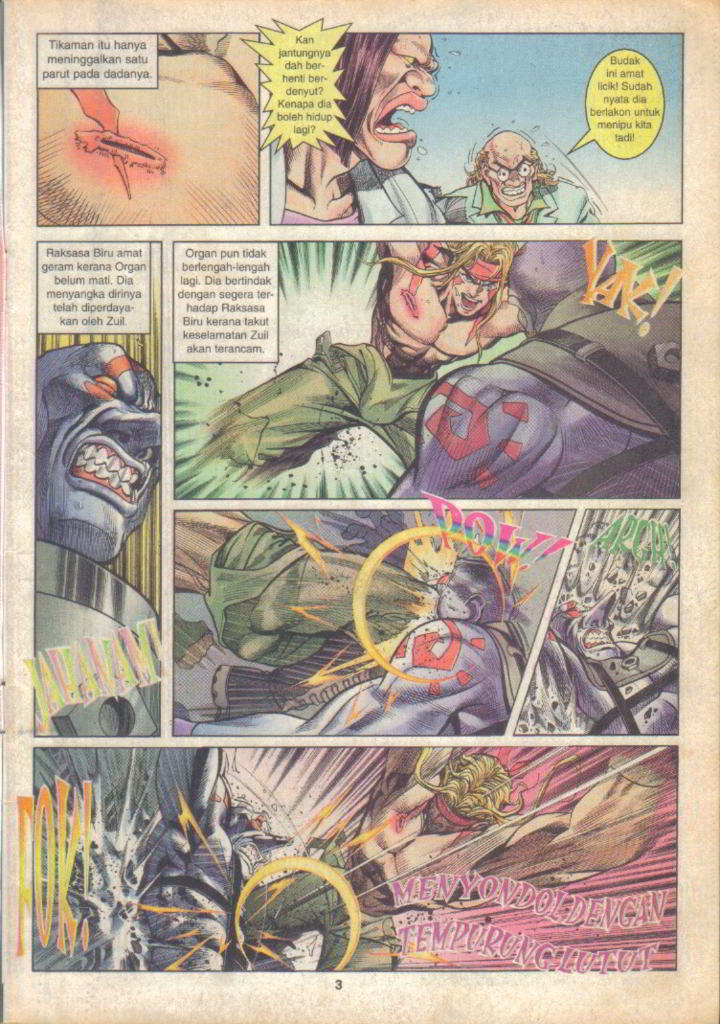 Tikaman itu hanya
meninggalkan satu
parut pada dadanya.
Kan
jantungnya
dah ber-
henti ber-
denyut?
Kenapa dia
boleh hidup
lagi?
Budak
ini amat
licik! Sudah
nyata dia
berlakon untuk
menipu kita
tadi!
Raksasa Biru amat
geram kerana Organ
belum mati. Dia
menyangka dirinya
telah diperdaya-
kan oleh Zuil.
JAHANAM!
Organ pun tidak
berlengah-lengah
lagi. Dia bertindak
dengan segera ter-
hadap Raksasa
Biru kerana takut
keselamatan Zuil
akan terancam.
YAK!
POW!!
ARGH!
POK!
MENYONDOL DENGAN
TEMPURUNG LUTUT
3